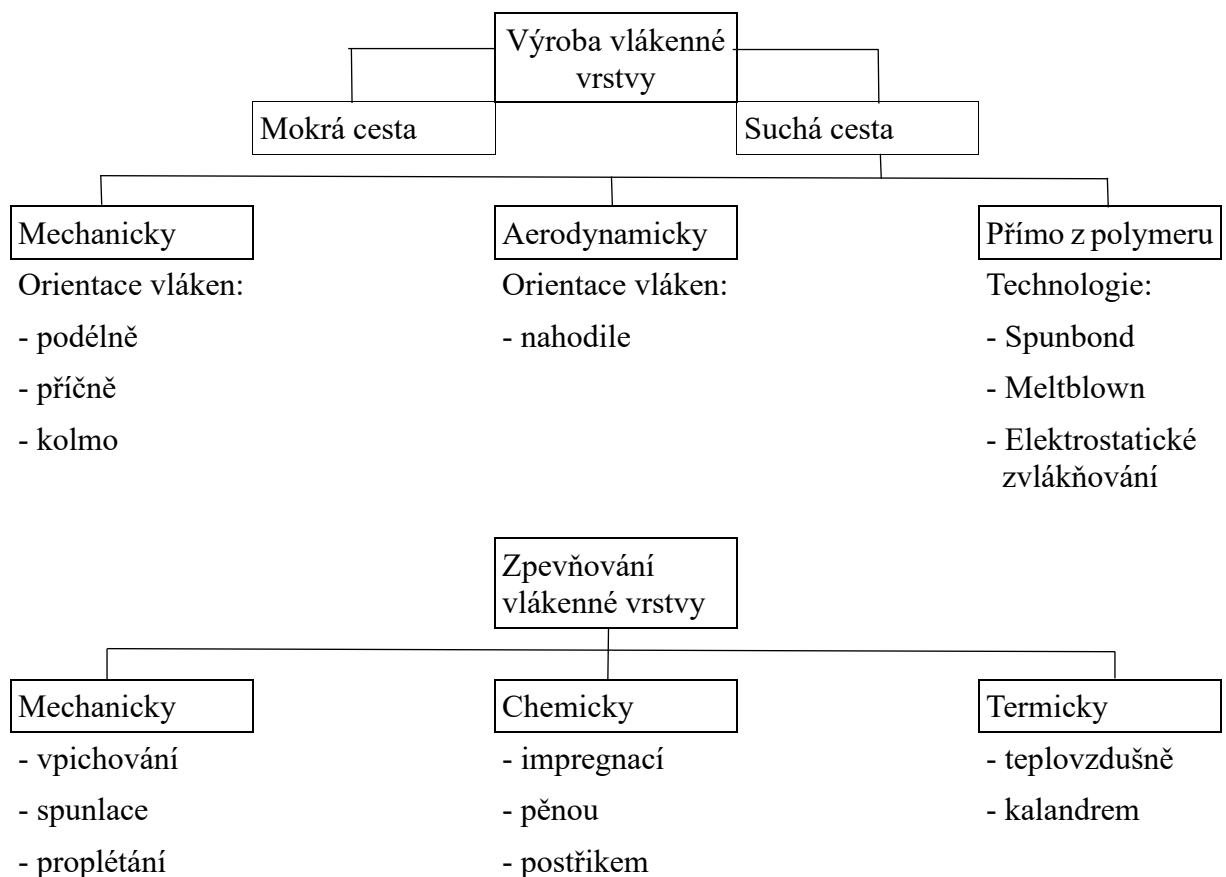 Výroba vlákenné
vrstvy
Mokrá cesta
Suchá cesta
Mechanicky
Orientace vláken:
- podélně
- příčně
- kolmo
Aerodynamicky
Orientace vláken:
- nahodile
Přímo z polymeru
Technologie:
- Spunbond
- Meltblown
- Elektrostatické
zvlákňování
Zpevňování
vlákenné vrstvy
Mechanicky
- vpichování
- spunlace
- proplétání
Chemicky
- impregnací
- pěnou
- postřikem
Termicky
- teplovzdušně
- kalandrem